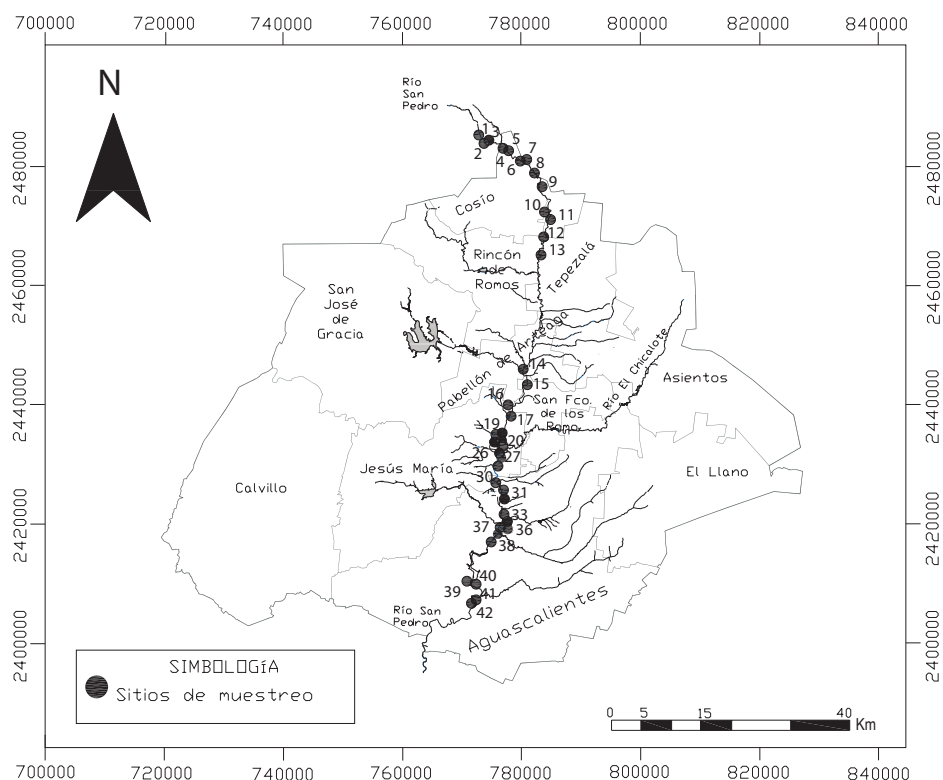 700000 720000 740000 760000 780000 800000 820000 840000
N
Río
San
Pedro
13
5
2
4
7
6
8
9
10
11
12
13
2480000
2480000
Cosío
Rincón
de
Romos
Tepezalá
2460000
2460000
San
José
de
Gracia
Pabellón de Arteaga
Río El Chicalote
Asientos
14
15
16
17
2440000
2440000
San Fco.
de los
Romo
19
20
26
27
Jesús María
El Llano
Calvillo
30
31
33
37
36
38
2420000
2420000
40
39
41
42
Río San
Pedro
Aguascalientes
2400000
2400000
SIMBOLOGíA
Sitios de muestreo
0 5 15 40 Km
700000 720000 740000 760000 780000 800000 820000 840000